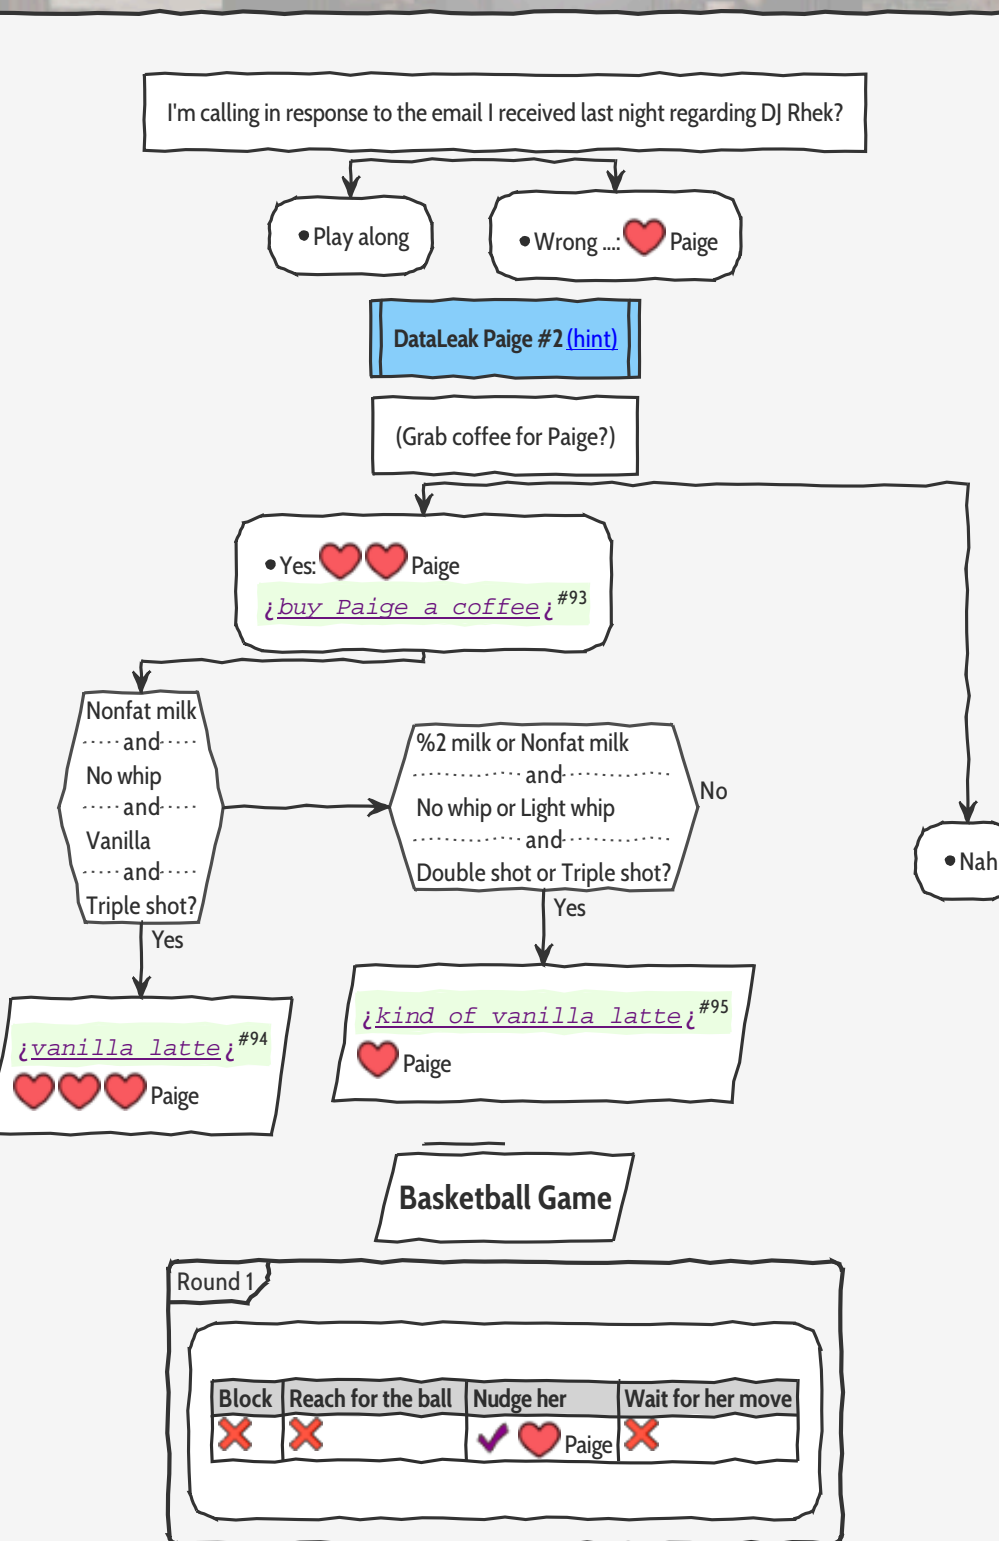 I'm calling in response to the email I received last night regarding DJ Rhek?
•Play along
•Wrong ...: Paige
DataLeak Paige #2 (hint)
(Grab coffee for Paige?)
•Yes: Paige
¿buy Paige a coffee¿ #93
Nonfat milk
and
No whip
and
Vanilla
and
Triple shot?
%2 milk or Nonfat milk
and
No whip or Light whip
and
Double shot or Triple shot?
No
•Nah
Yes
Yes
¿vanilla latte¿ #94
Paige
¿kind of vanilla latte¿ #95
Paige
Basketball Game
Round 1
Block Reach for the ball Nudge her Wait for her move
Paige